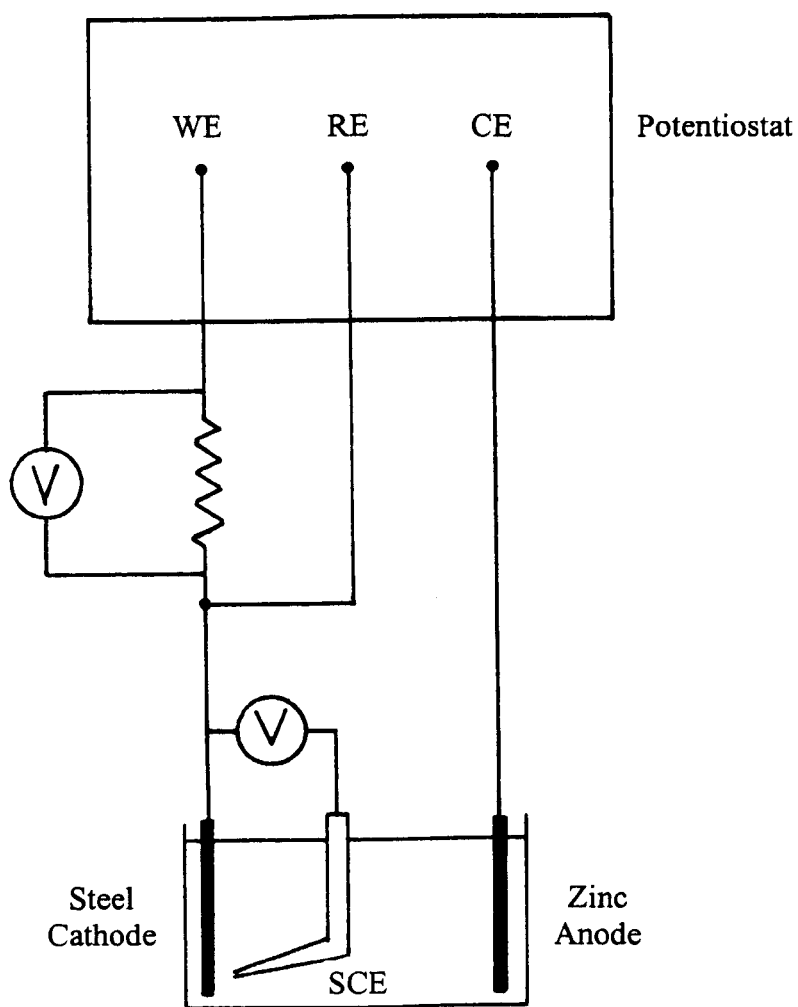 WE RE CE Potentiostat
V
V
Steel
Cathode
SCE
Zinc
Anode